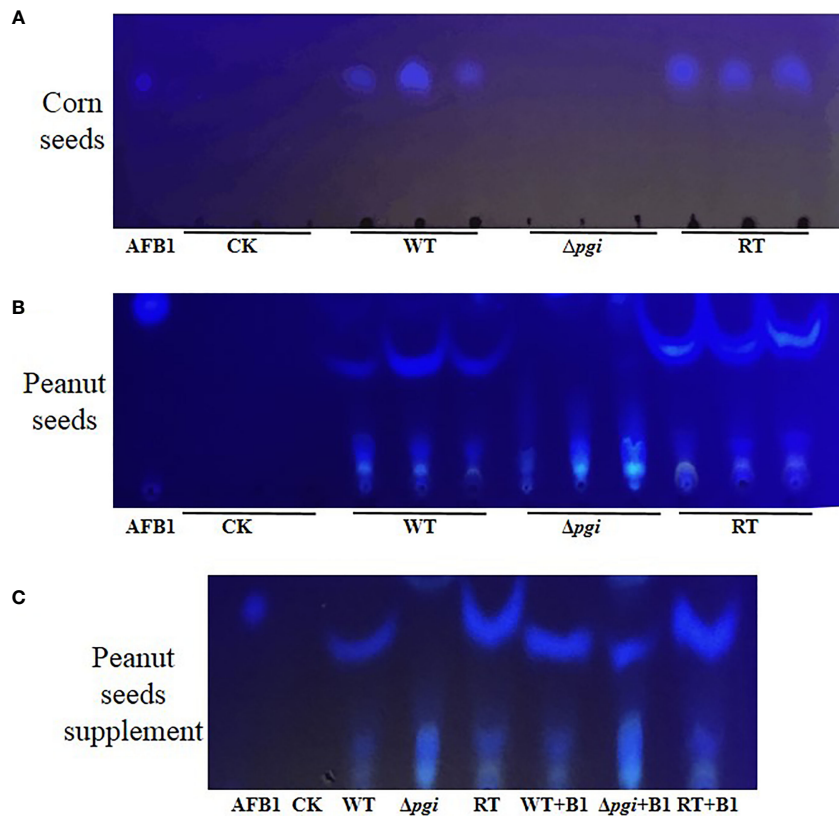 A
Corn
seeds
AFB1 CK WT Δpgi RT
B
Peanut
seeds
AFB1 CK WT Δpgi RT
C
Peanut
seeds
supplement
AFB1 CK WT Δpgi RT WT+B1 Δpgi+B1 RT+B1